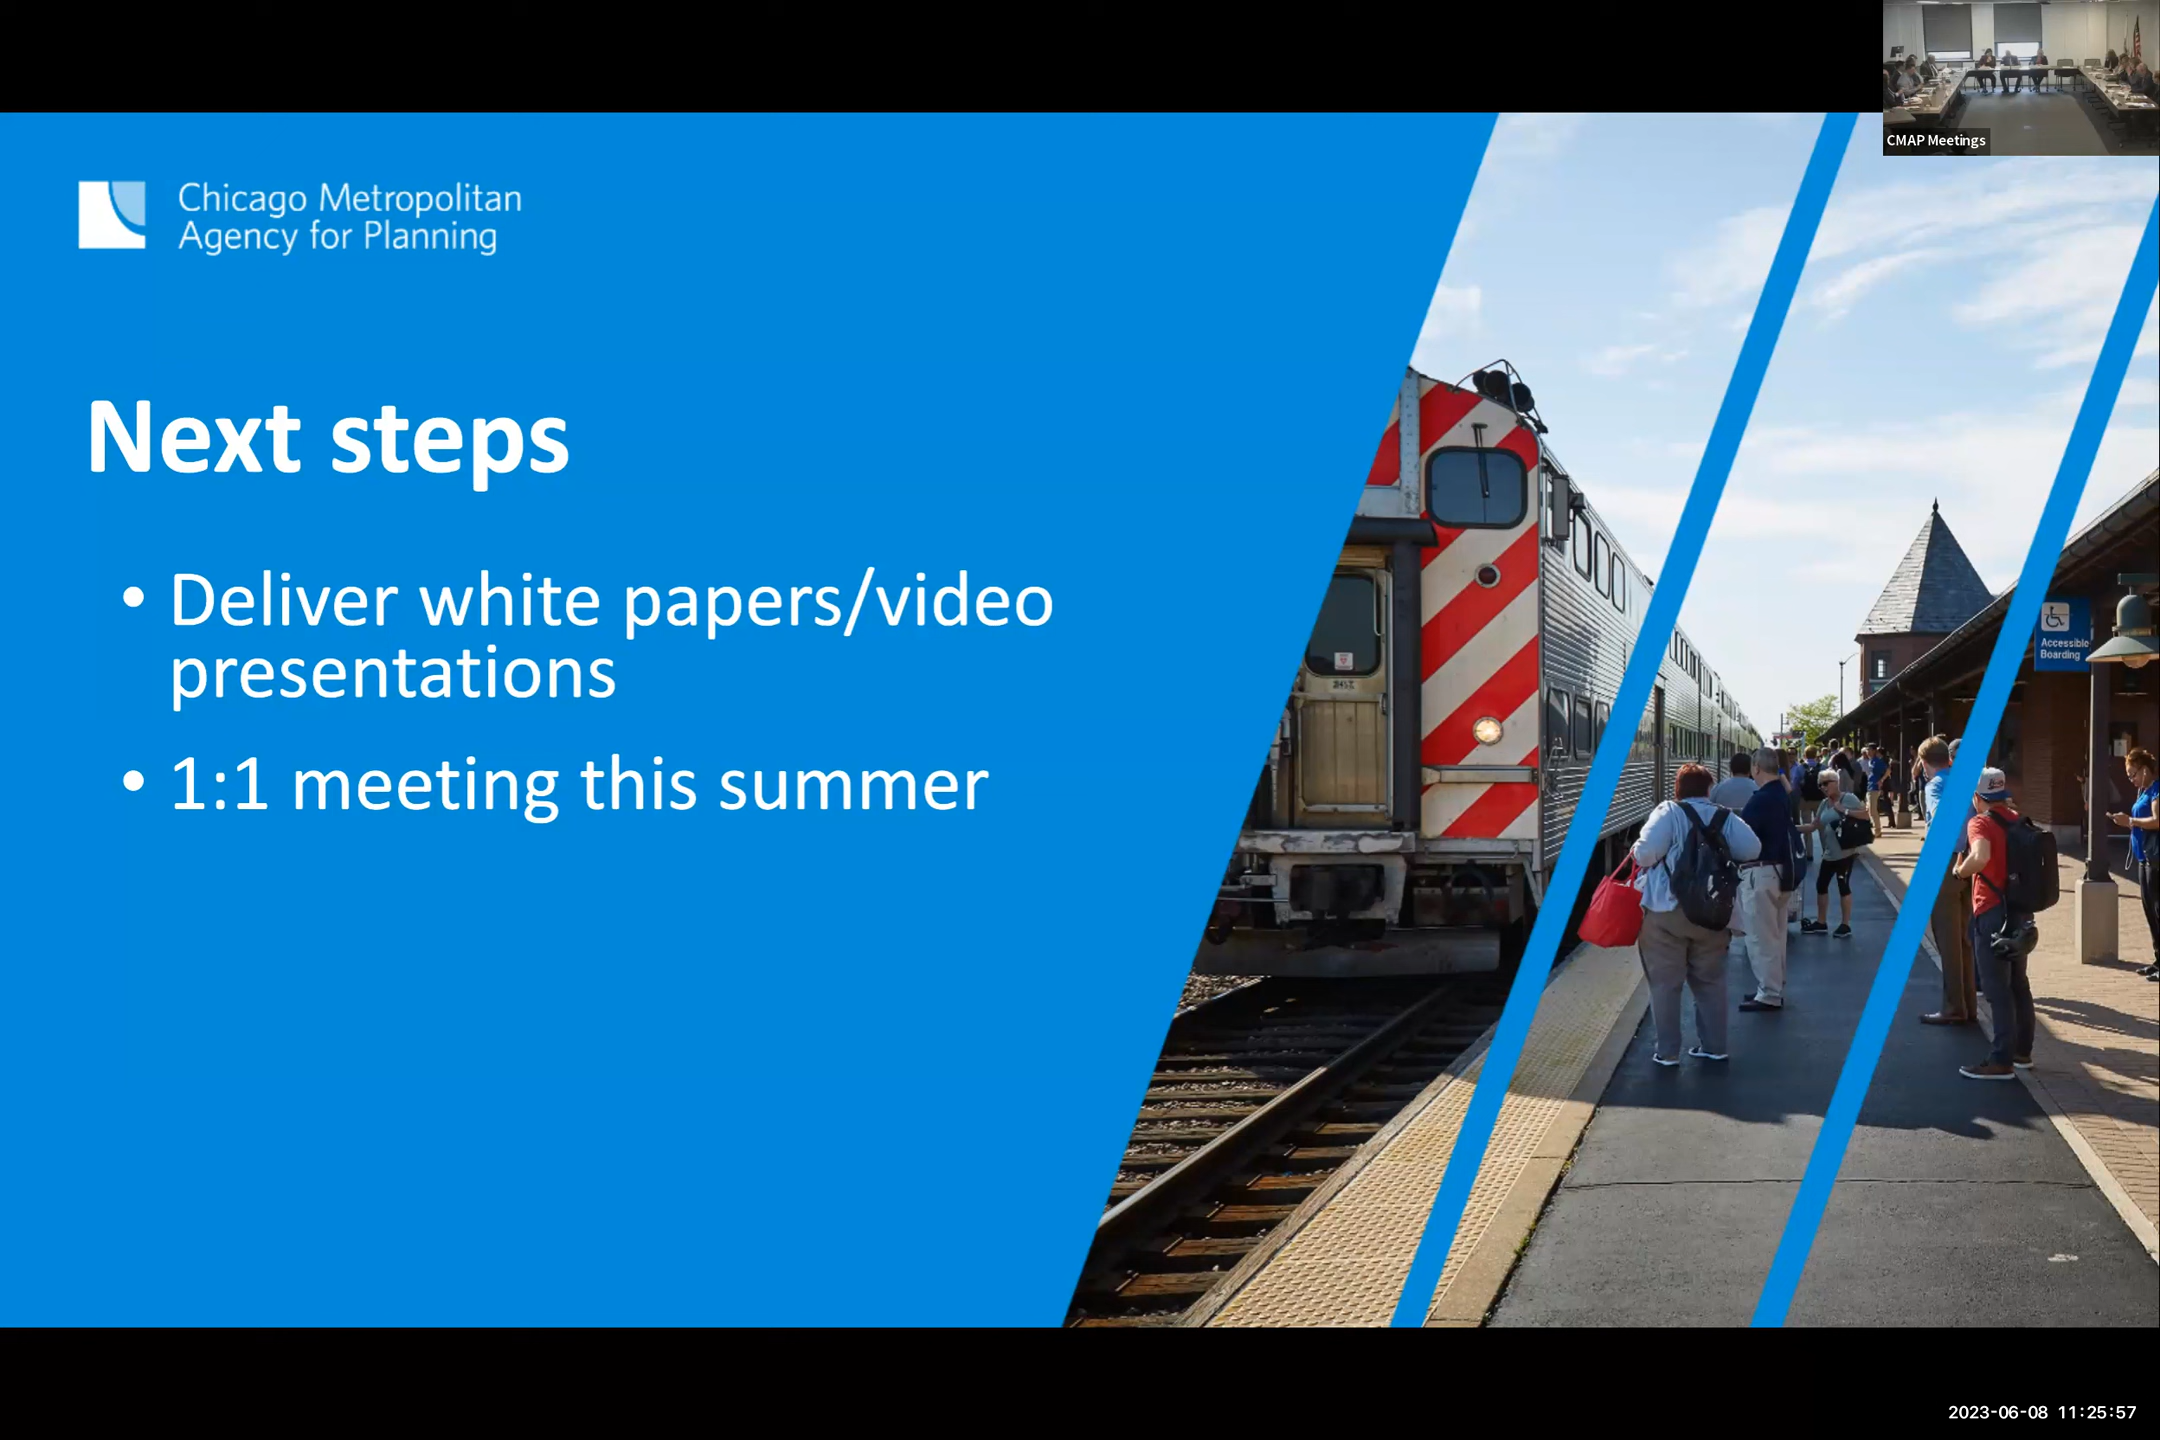 CMAP Meetings
Chicago Metropolitan
Agency for Planning
Next steps
• Deliver white papers/video
presentations
• 1:1 meeting this summer
Accessible
Boarding
2023-06-08 11:25:57